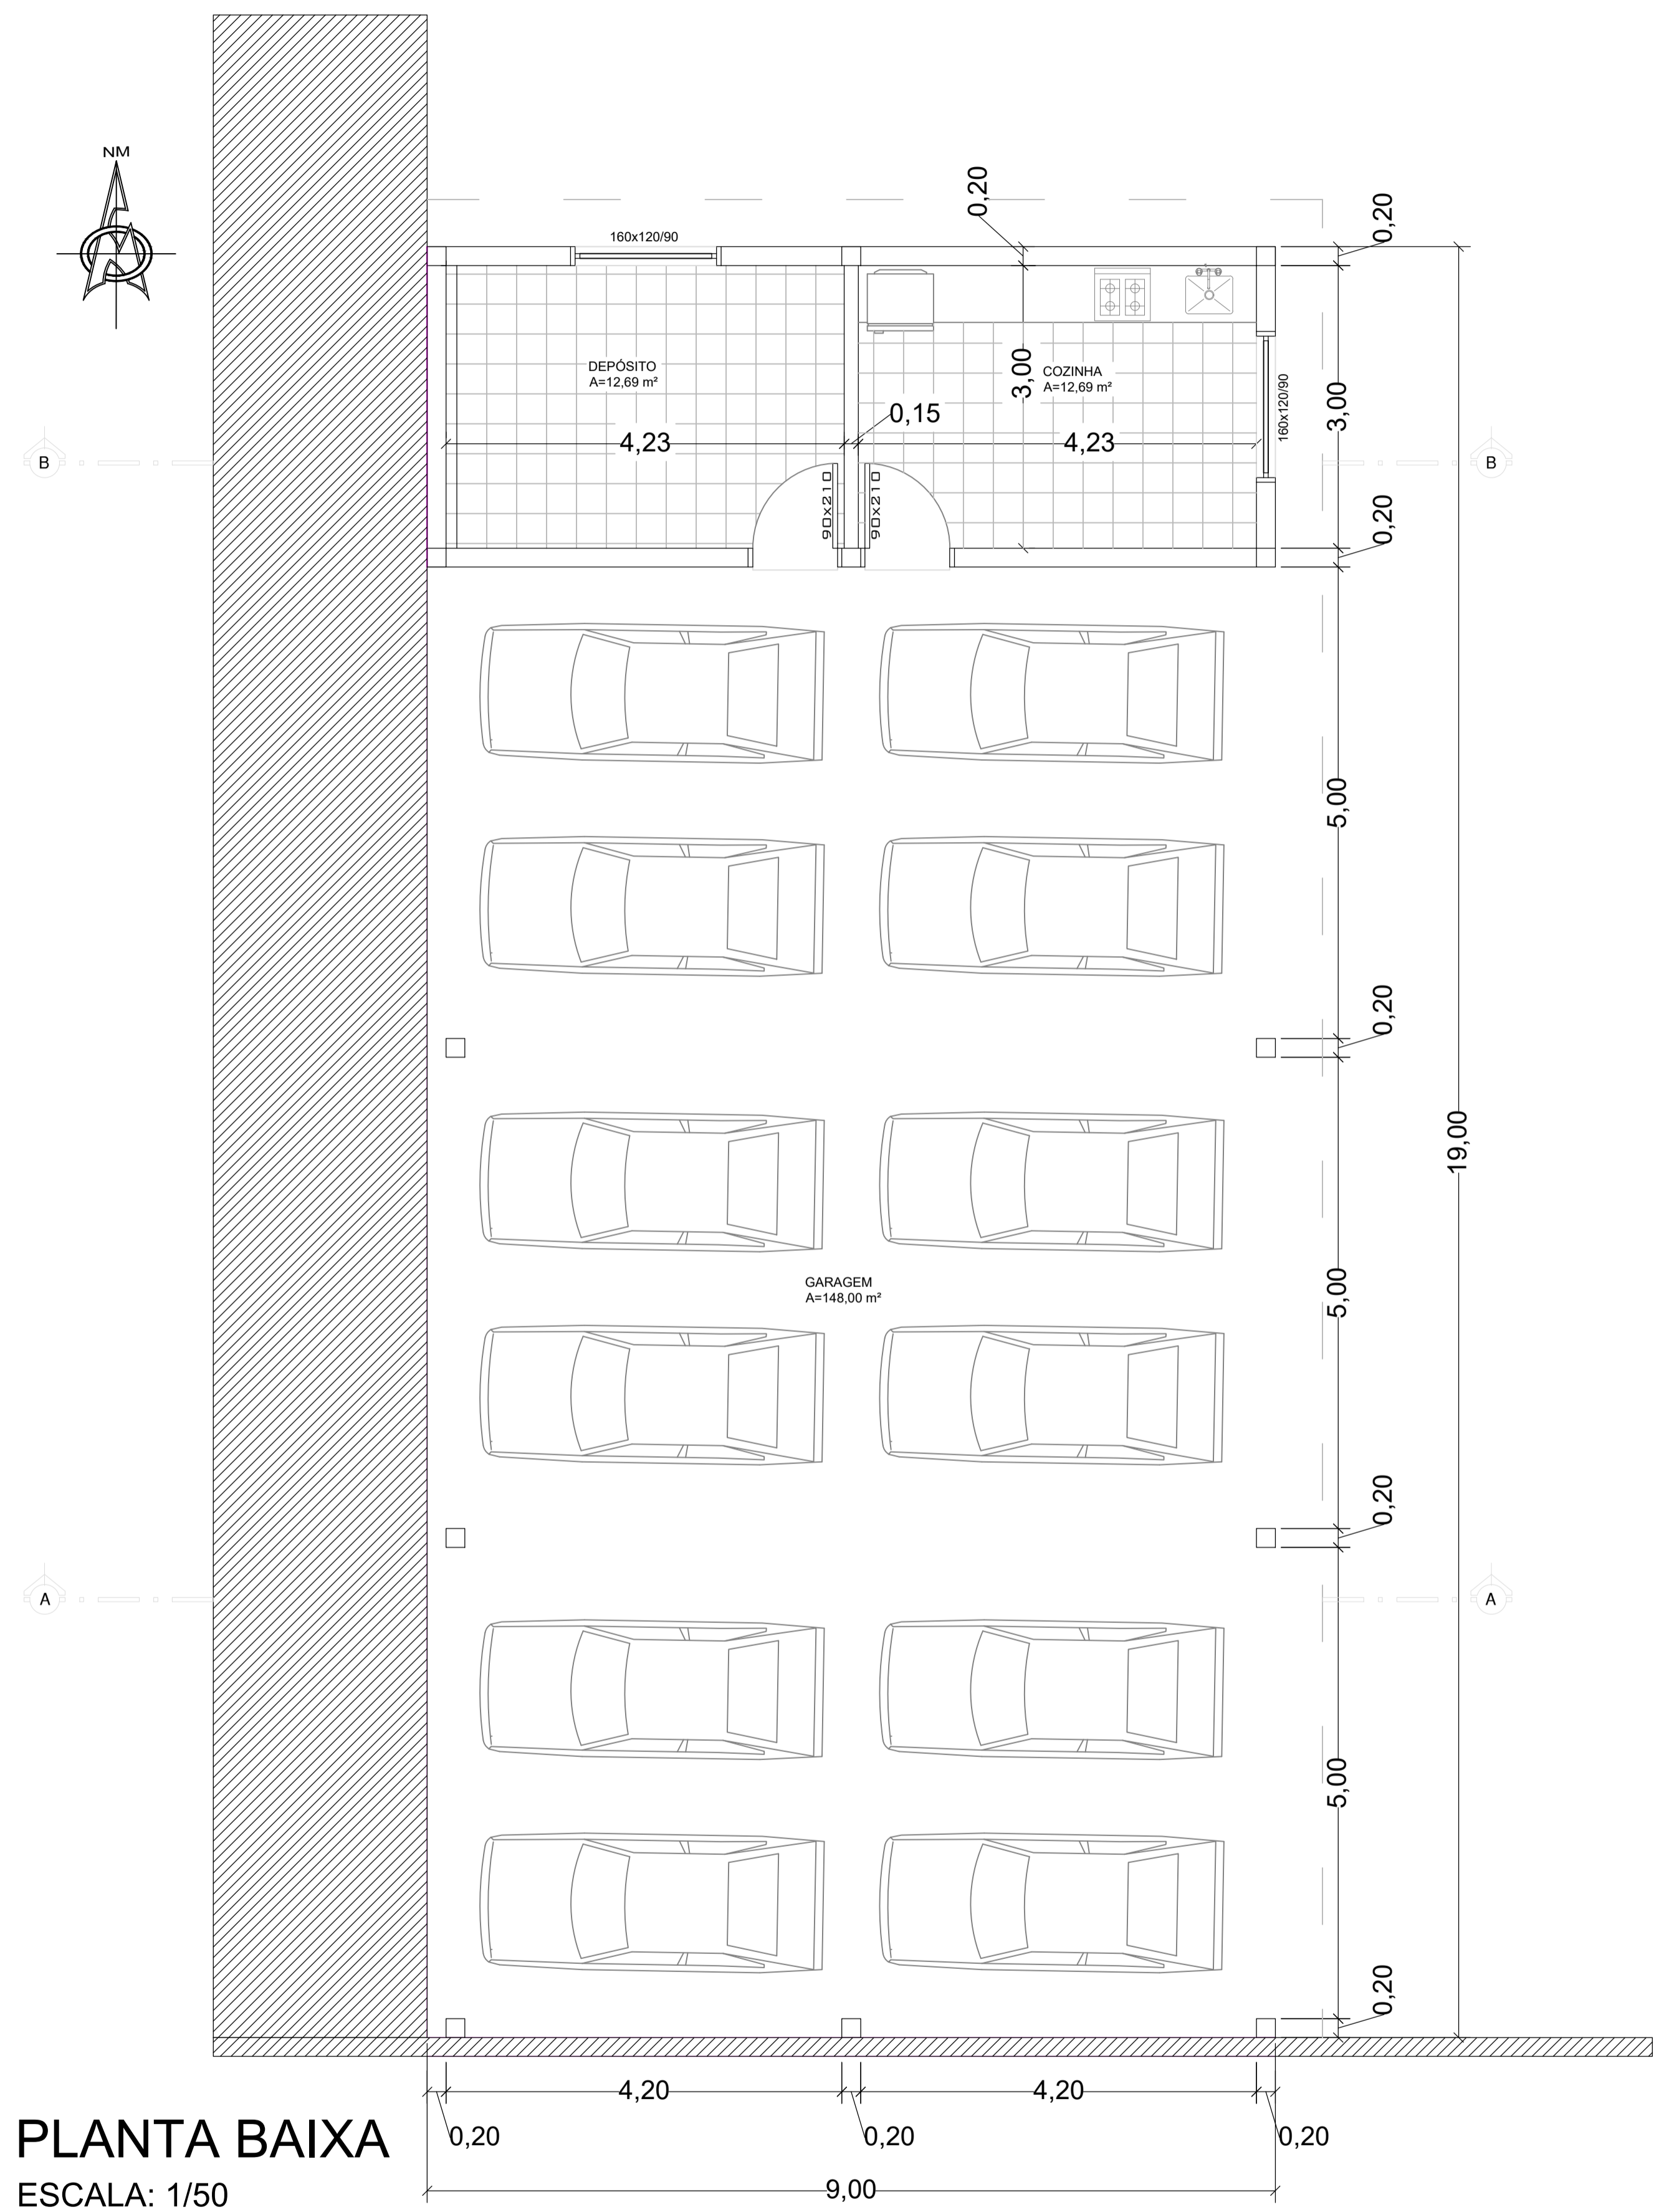 NM
0,20
0,20
160x120/90
DEPÓSITO
A=12,69 m²
COZINHA
A=12,69 m²
3,00
3,00
160x120/90
0,15
4,23
4,23
B
B
90x210
90x210
0,20
5,00
0,20
19,00
GARAGEM
A=148,00 m²
5,00
0,20
A
A
5,00
0,20
4,20
4,20
0,20
0,20
0,20
9,00
PLANTA BAIXA
ESCALA: 1/50